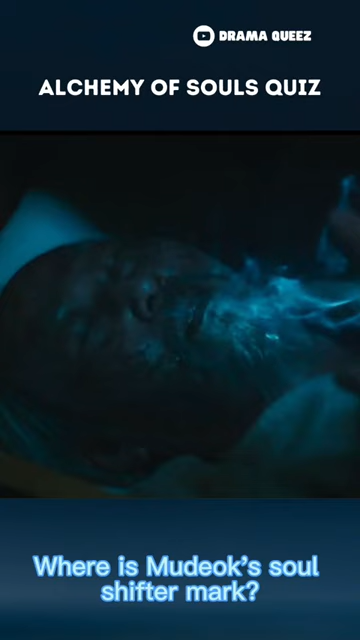 DRAMA QUEEZ
ALCHEMY OF SOULS QUIZ
Where is Mudeok's soul
shifter mark?